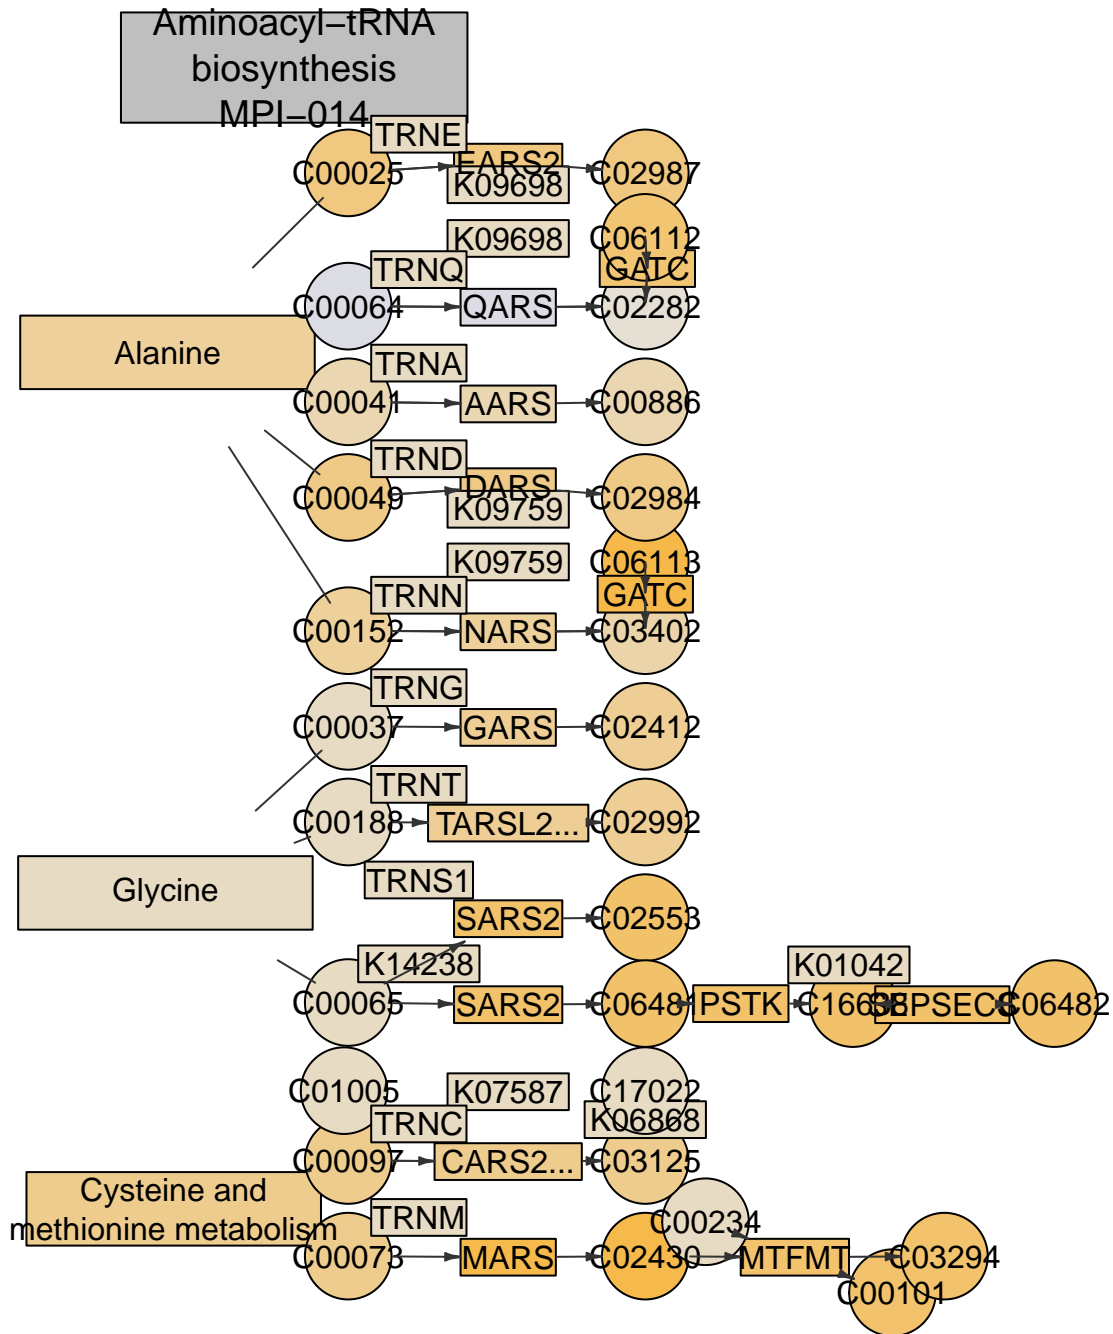 Aminoacyl−tRNA
biosynthesis
MPI−014
TRNE
C00025
EARS2
K09698
C02987
K09698
C06112
TRNQ
GATC
C00064
QARS
C02282
Alanine
TRNA
C00041
AARS
C00886
TRND
C00049
DARS
K09759
C02984
K09759
C06113
TRNN
GATC
C00152
NARS
C03402
TRNG
C00037
GARS
C02412
TRNT
C00188
TARSL2...
C02992
Glycine
TRNS1
SARS2
C02553
K14238
K01042
C00065
SARS2
C06481
PSTK
C16638
SEPSECS
C06482
C01005
K07587
C17022
TRNC
K06868
C00097
CARS2...
C03125
Cysteine and
methionine metabolism
TRNM
C00234
C00073
MARS
C02430
MTFMT
C03294
C00101